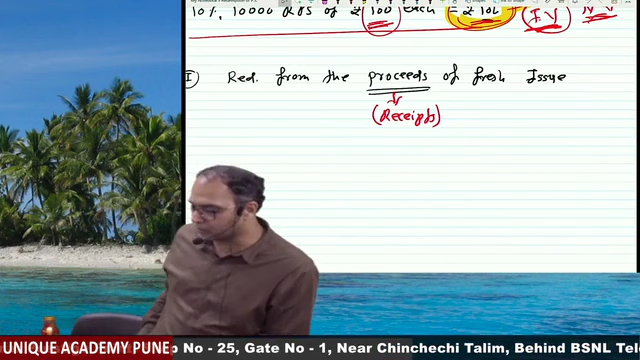 10%, 10000 RPS of ₹ 100 each = ₹ 10L
I V N V
I Red. from the proceeds of fresh Issue
(Receipts)
UNIQUE ACADEMY PUNE p No - 25, Gate No - 1, Near Chinchechi Talim, Behind BSNL Tel